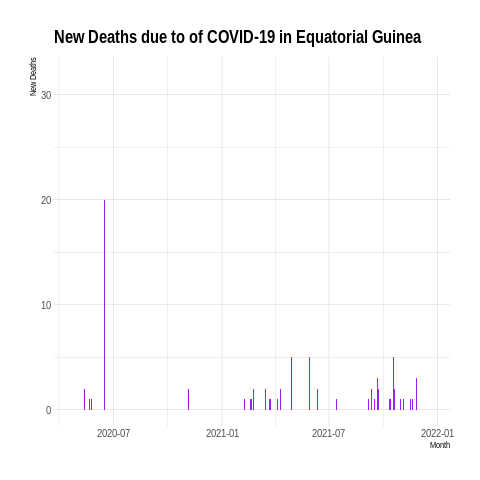 New Deaths due to of COVID-19 in Equatorial Guinea
New Deaths
30
20
10
0
2020-07 2021-01 2021-07 2022-01
Month